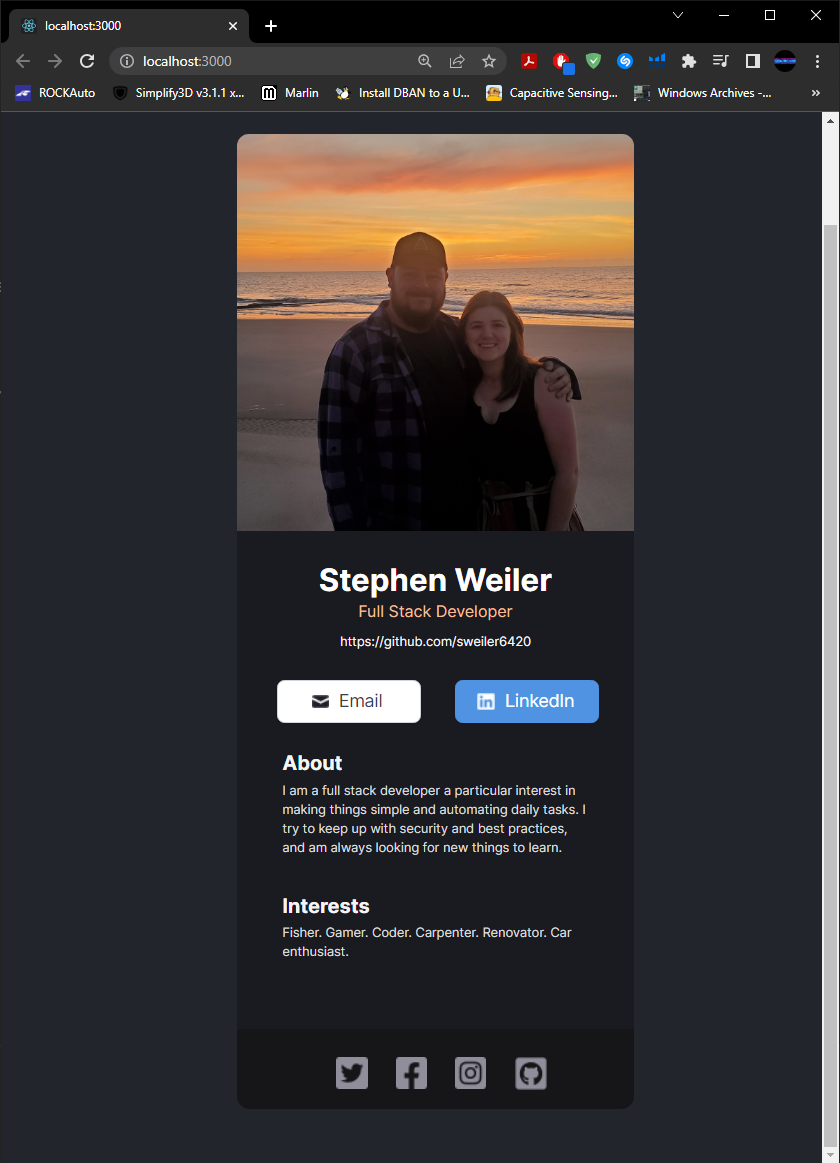 localhost:3000
localhost:3000
ROCKAuto
Simplify3D v3.1.1 x...
Marlin
Install DBAN to a U...
Capacitive Sensing...
Windows Archives -...
»
Stephen Weiler
Full Stack Developer
https://github.com/sweiler6420
Email
LinkedIn
About
I am a full stack developer a particular interest in
making things simple and automating daily tasks. I
try to keep up with security and best practices,
and am always looking for new things to learn.
Interests
Fisher. Gamer. Coder. Carpenter. Renovator. Car
enthusiast.